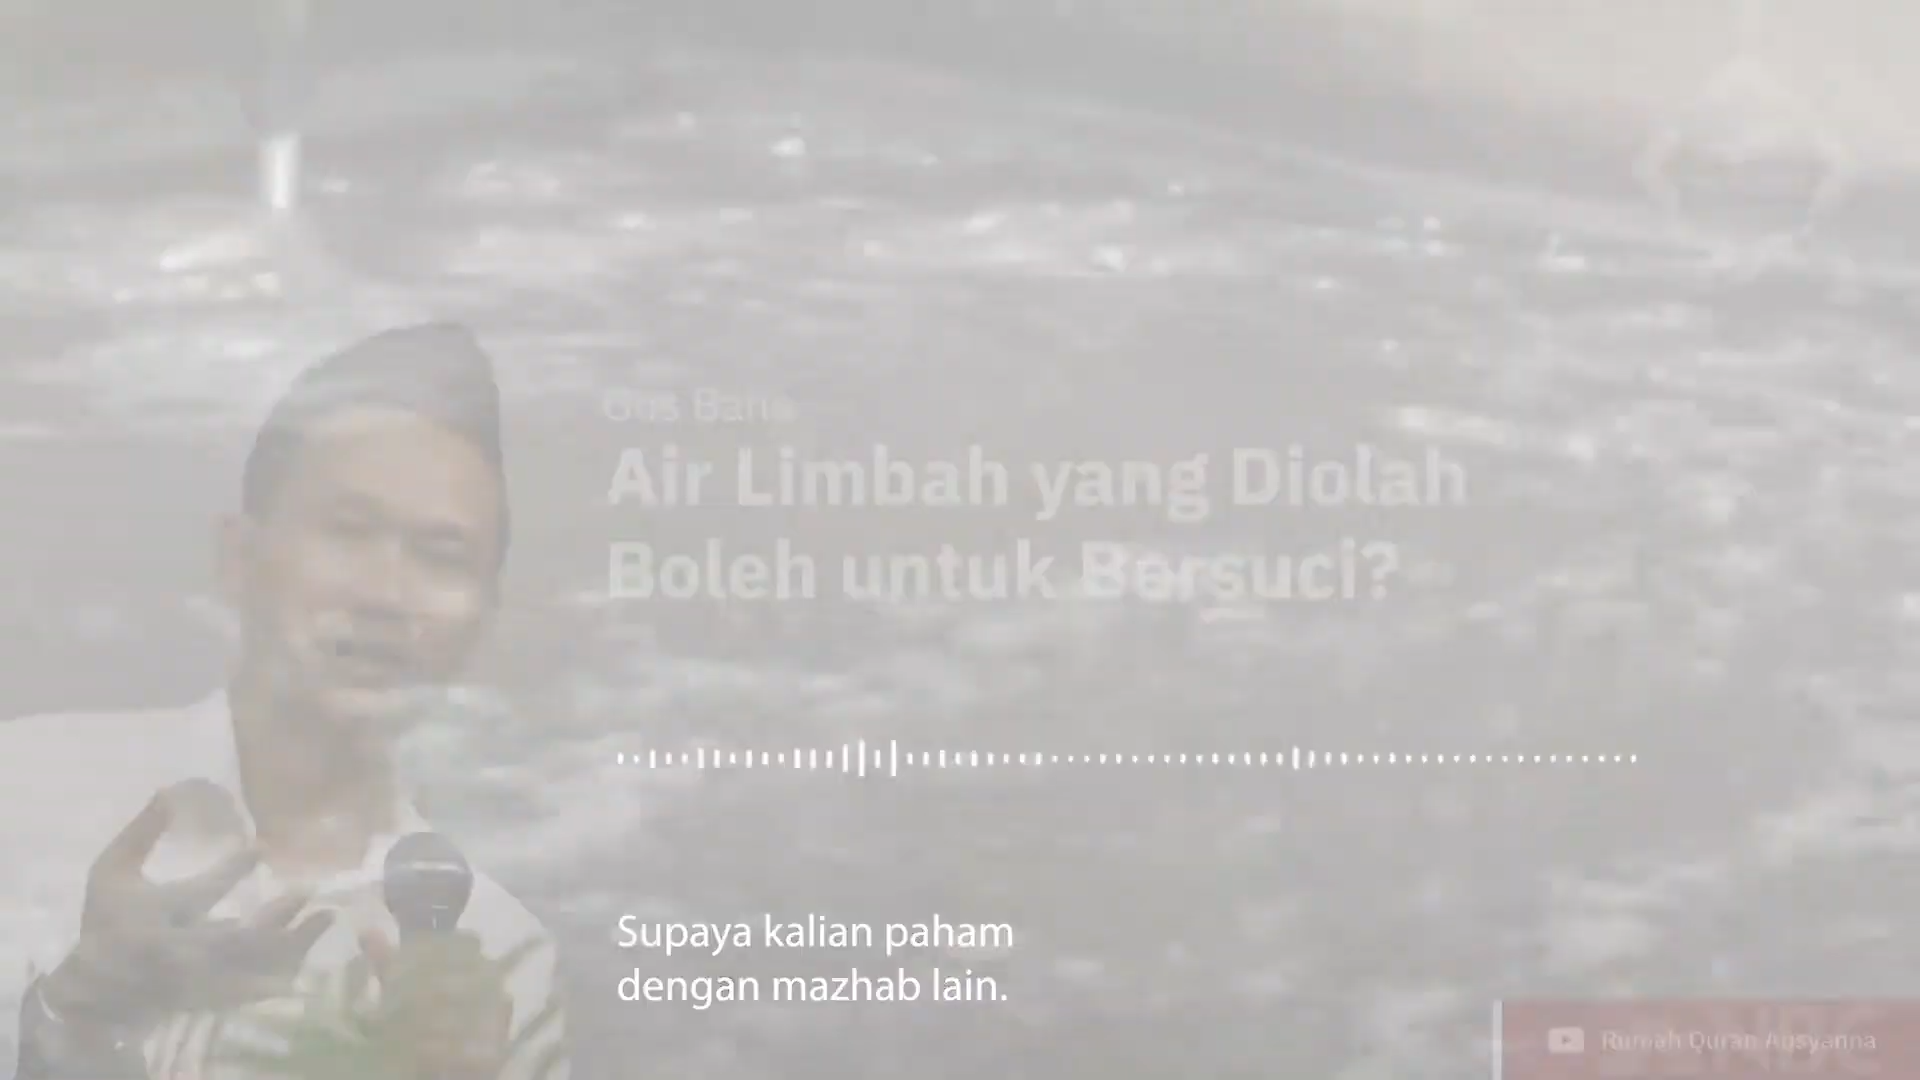 Gus Baha
Air Limbah yang Diolah
Boleh untuk Bersuci?
Supaya kalian paham
dengan mazhab lain.
Rumah Quran Ausyanna